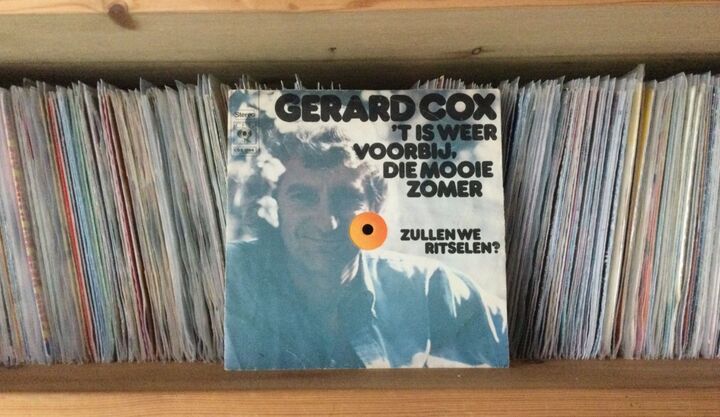 Stereo
GERARD COX
'T IS WEER
VOORBIJ,
DIE MOOIE
ZOMER
ZULLEN WE
RITSELEN?